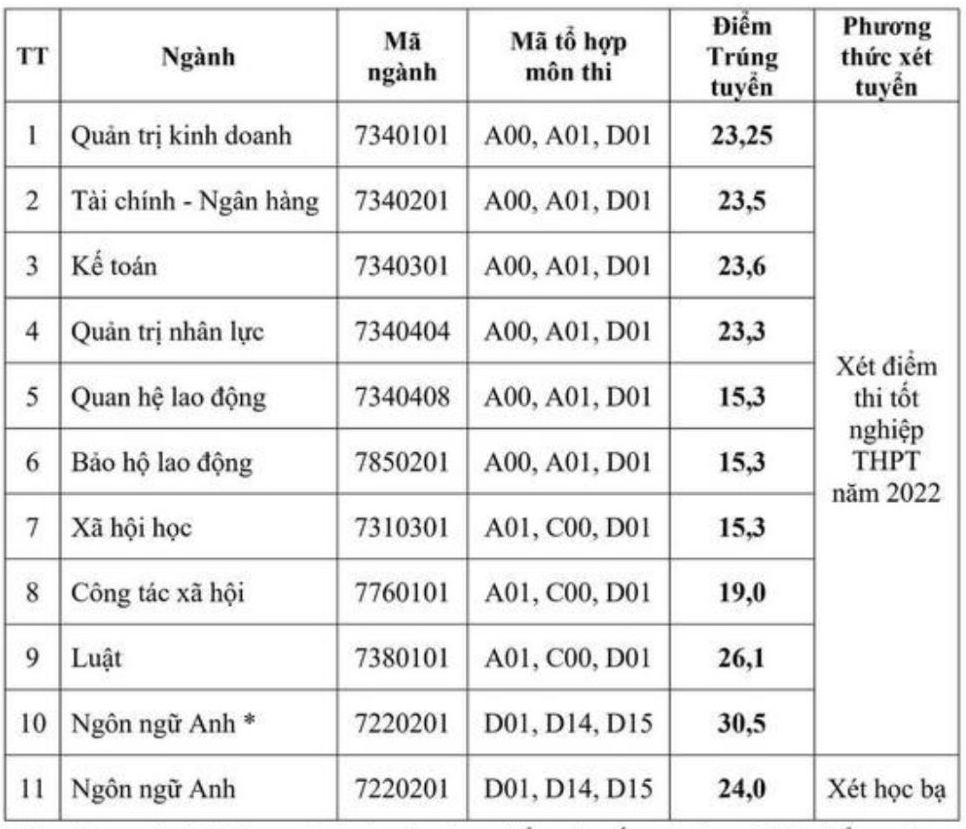 TT Ngành Mã ngành Mã tổ hợp môn thi Điểm Trúng tuyển Phương thức xét tuyển
1 Quản trị kinh doanh 7340101 A00, A01, D01 23,25
2 Tài chính - Ngân hàng 7340201 A00, A01, D01 23,5
3 Kế toán 7340301 A00, A01, D01 23,6
4 Quản trị nhân lực 7340404 A00, A01, D01 23,3
5 Quan hệ lao động 7340408 A00, A01, D01 15,3
6 Bảo hộ lao động 7850201 A00, A01, D01 15,3
7 Xã hội học 7310301 A01, C00, D01 15,3
8 Công tác xã hội 7760101 A01, C00, D01 19,0
9 Luật 7380101 A01, C00, D01 26,1
10 Ngôn ngữ Anh * 7220201 D01, D14, D15 30,5
Xét điểm
thi tốt
nghiệp
THPT
năm 2022
11 Ngôn ngữ Anh 7220201 D01, D14, D15 24,0 Xét học bạ